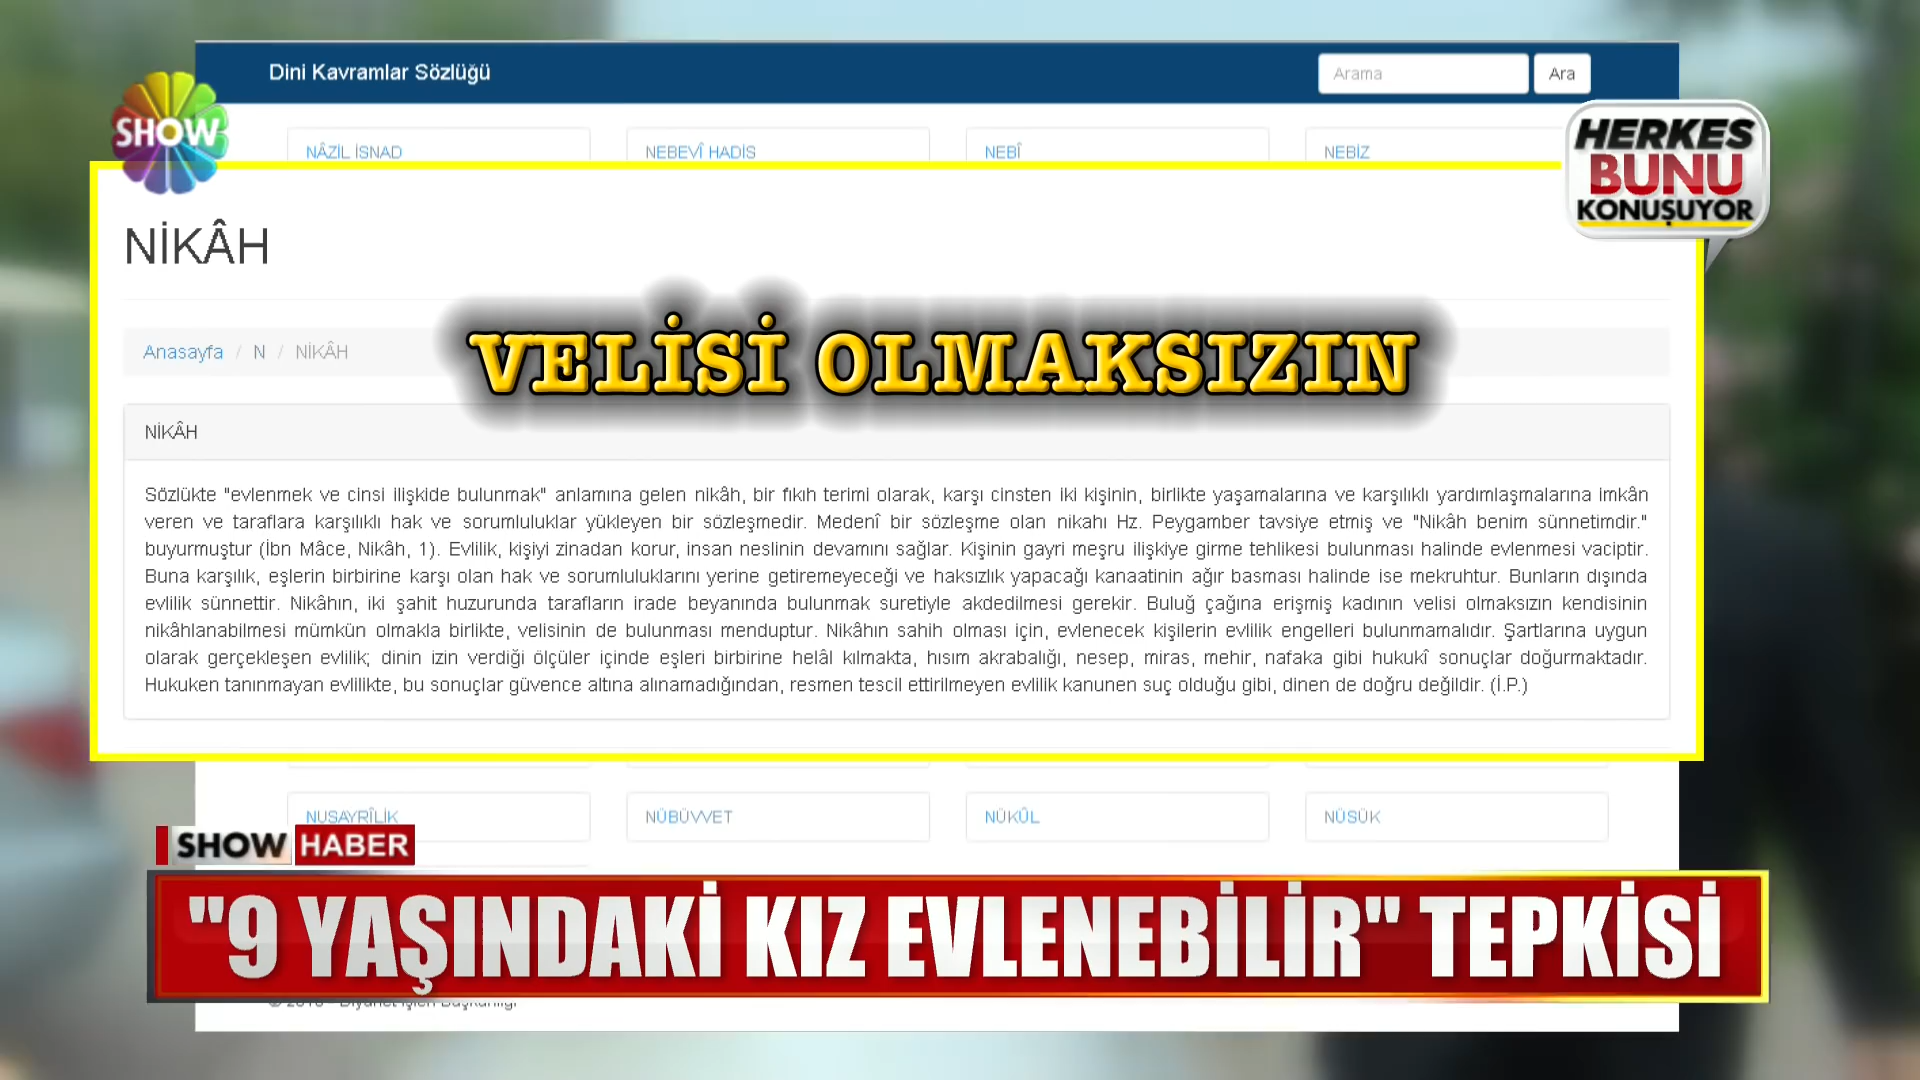 Dini Kavramlar Sözlüğü
Arama
Ara
SHOW
HERKES
BUNU
KONUŞUYOR
NÂZİL İSNAD
NEBEVÎ HADİS
NEBÎ
NEBİZ
NİKÂH
VELİSİ OLMAKSIZIN
Anasayfa / N / NİKÂH
NİKÂH
Sözlükte "evlenmek ve cinsi ilişkide bulunmak" anlamına gelen nikâh, bir fıkıh terimi olarak, karşı cinsten iki kişinin, birlikte yaşamalarına ve karşılıklı yardımlaşmalarına imkân
veren ve taraflara karşılıklı hak ve sorumluluklar yükleyen bir sözleşmedir. Medenî bir sözleşme olan nikahı Hz. Peygamber tavsiye etmiş ve "Nikâh benim sünnetimdir."
buyurmuştur (İbn Mâce, Nikâh, 1). Evlilik, kişiyi zinadan korur, insan neslinin devamını sağlar. Kişinin gayri meşru ilişkiye girme tehlikesi bulunması halinde evlenmesi vaciptir.
Buna karşılık, eşlerin birbirine karşı olan hak ve sorumluluklarını yerine getiremeyeceği ve haksızlık yapacağı kanaatinin ağır basması halinde ise mekruhtur. Bunların dışında
evlilik sünnettir. Nikâhın, iki şahit huzurunda tarafların irade beyanında bulunmak suretiyle akdedilmesi gerekir. Buluğ çağına erişmiş kadının velisi olmaksızın kendisinin
nikâhlanabilmesi mümkün olmakla birlikte, velisinin de bulunması menduptur. Nikâhın sahih olması için, evlenecek kişilerin evlilik engelleri bulunmamalıdır. Şartlarına uygun
olarak gerçekleşen evlilik; dinin izin verdiği ölçüler içinde eşleri birbirine helâl kılmakta, hısım akrabalığı, nesep, miras, mehir, nafaka gibi hukukî sonuçlar doğurmaktadır.
Hukuken tanınmayan evlilikte, bu sonuçlar güvence altına alınamadığından, resmen tescil ettirilmeyen evlilik kanunen suç olduğu gibi, dinen de doğru değildir. (İ.P.)
NUSAYRÎLİK
NÜBÜVVET
NÜKÛL
NÜSÜK
SHOW HABER
"9 YAŞINDAKİ KIZ EVLENEBİLİR" TEPKİSİ